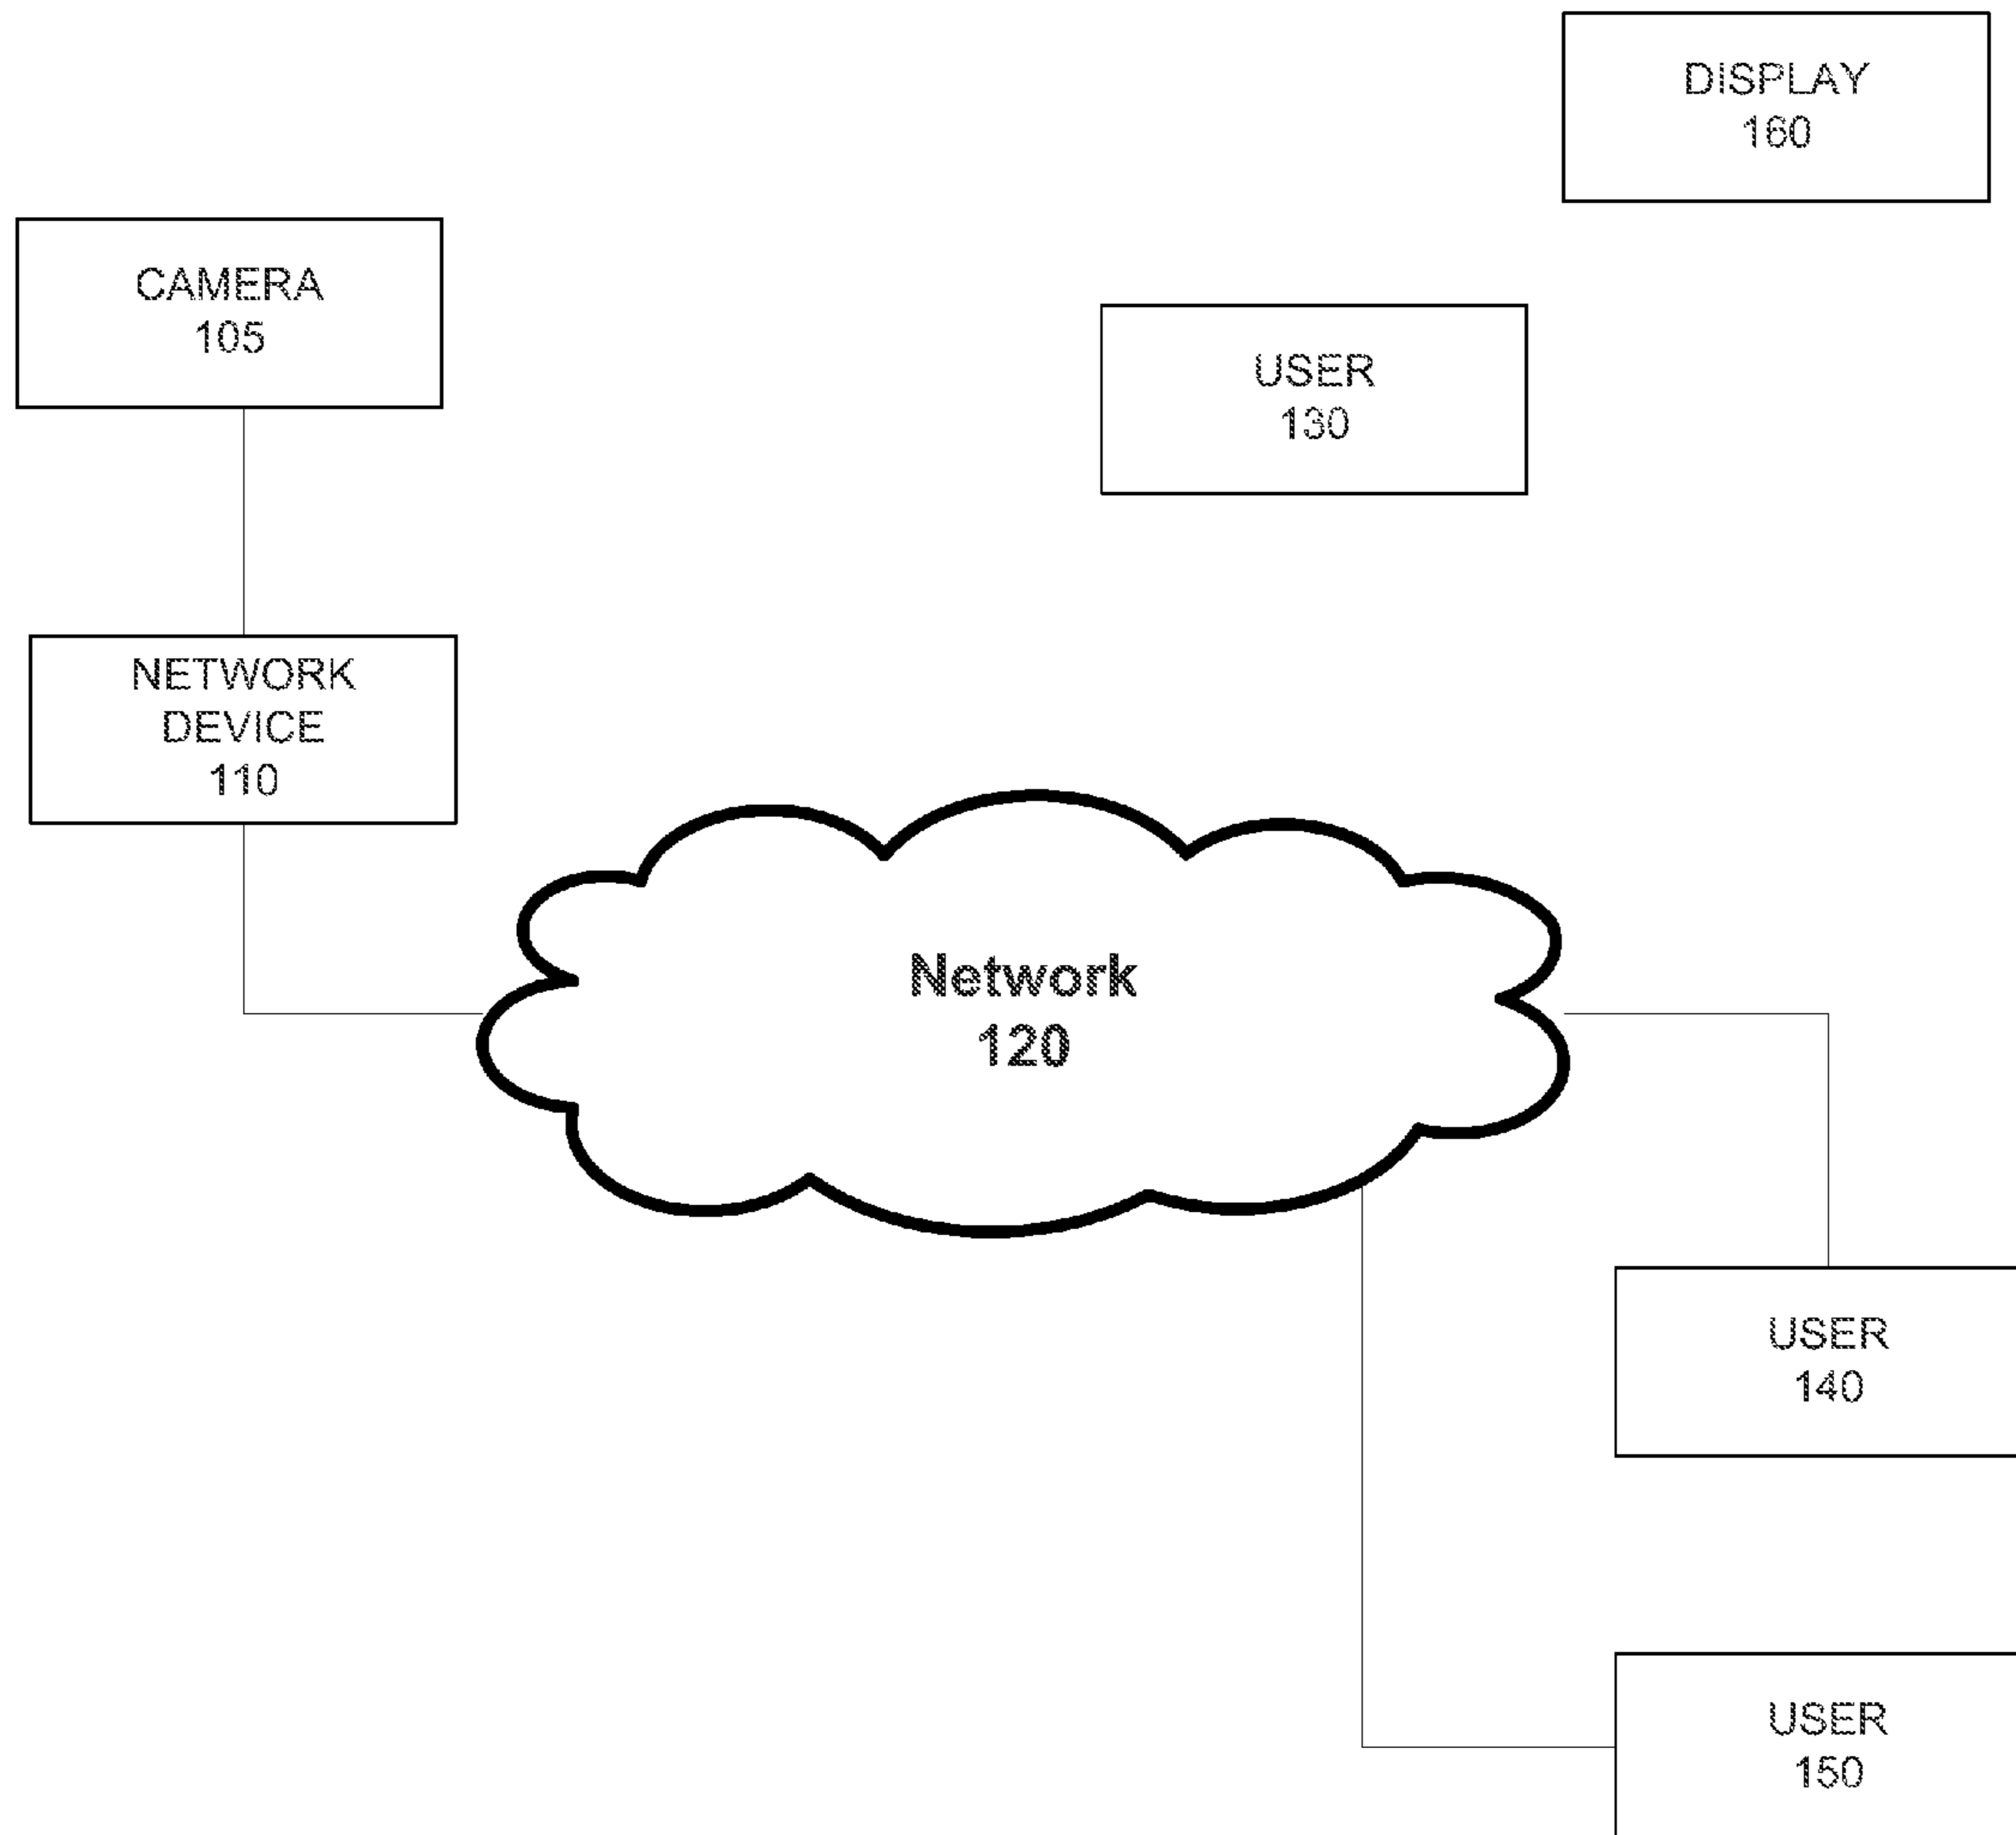 DISPLAY
160
CAMERA
105
USER
130
NETWORK
DEVICE
110
Network
120
USER
140
USER
150